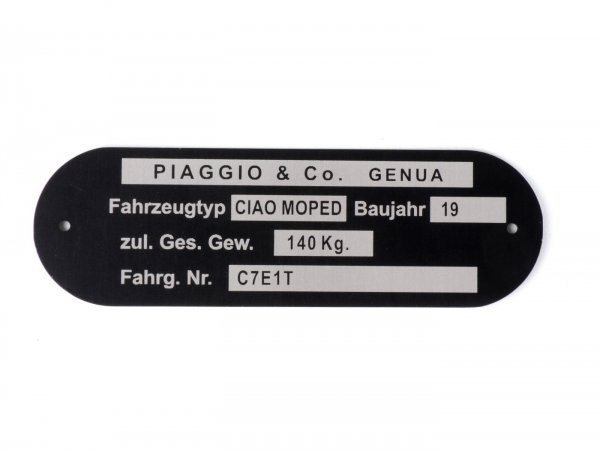 PIAGGIO & Co. GENUA
Fahrzeugtyp CIAO MOPED Baujahr 19
zul. Ges. Gew. 140 Kg.
Fahrg. Nr. C7E1T